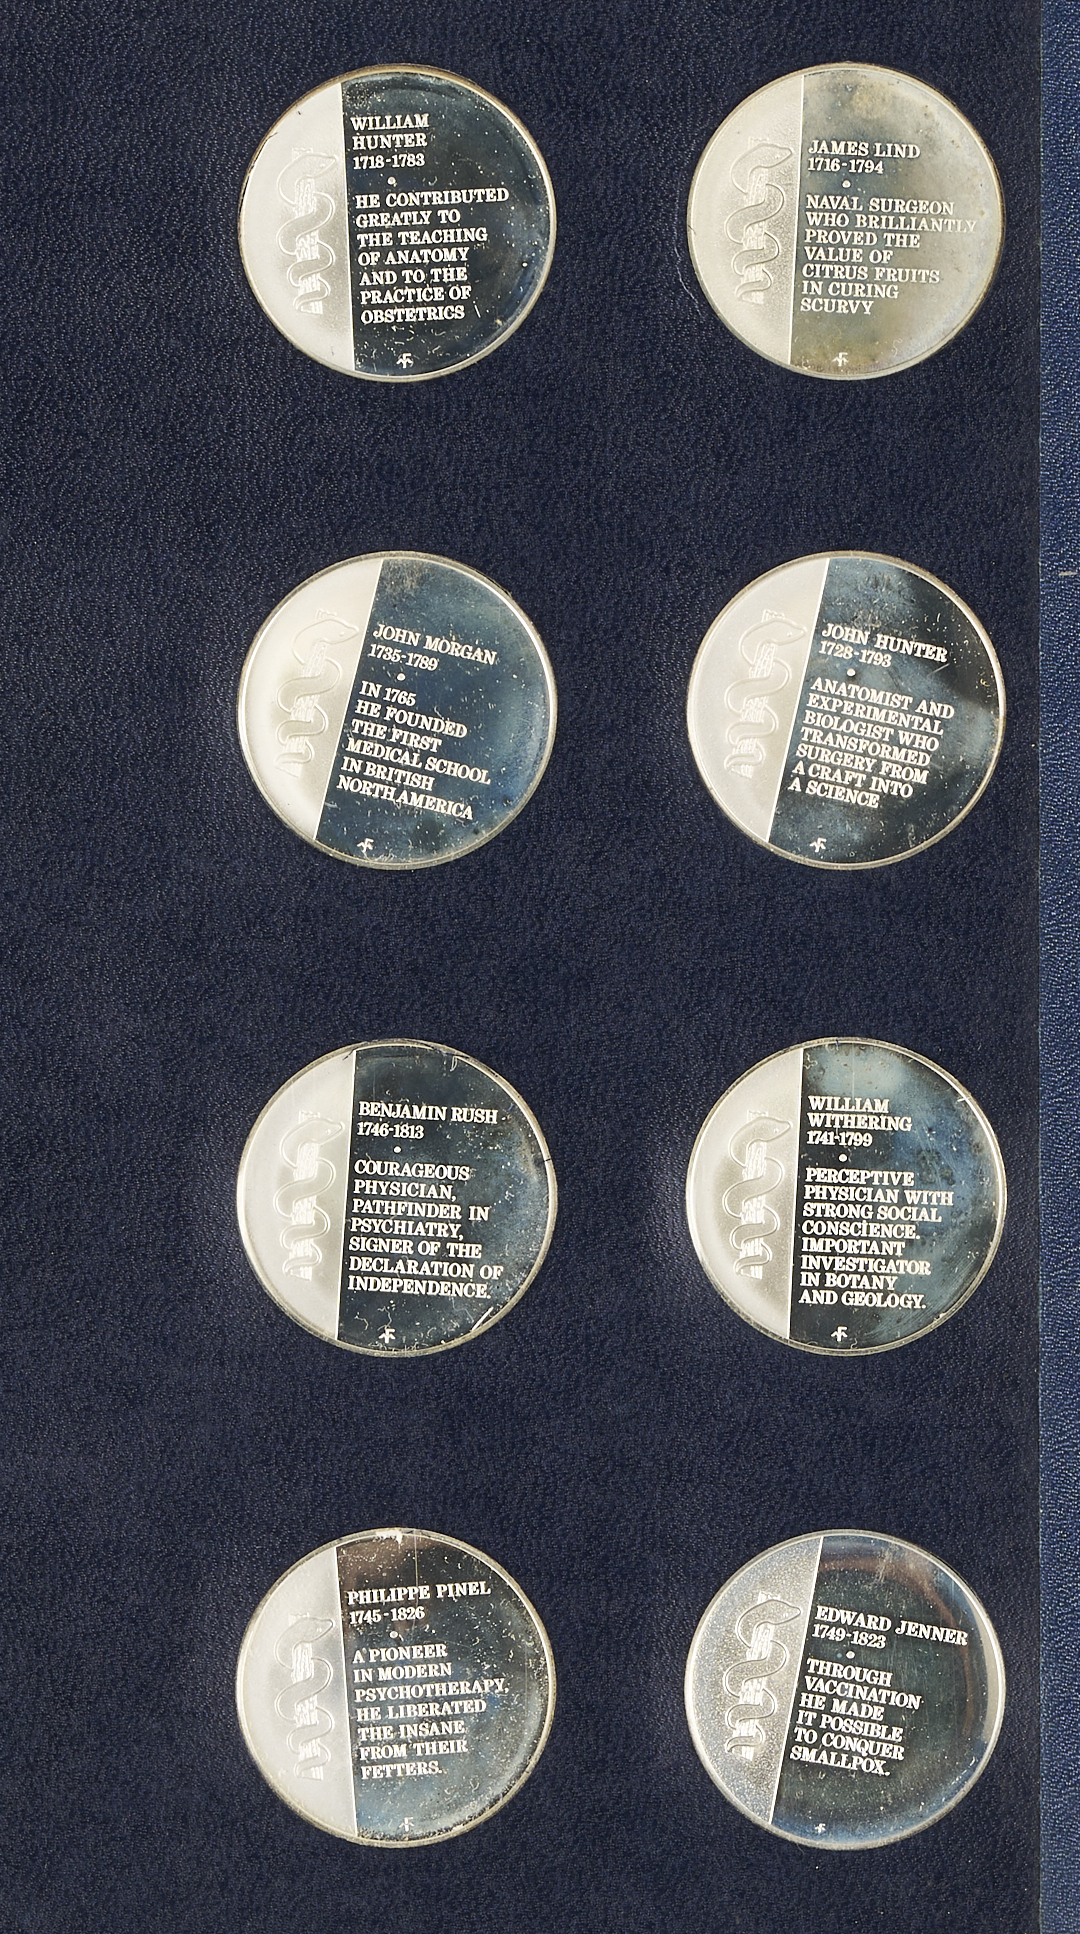 WILLIAM
HUNTER
1718-1783
HE CONTRIBUTED
GREATLY TO
THE TEACHING
OF ANATOMY
AND TO THE
PRACTICE OF
OBSTETRICS
JAMES LIND
1716-1794
NAVAL SURGEON
WHO BRILLIANTLY
PROVED THE
VALUE OF
CITRUS FRUITS
IN CURING
SCURVY
JOHN MORGAN
1735-1789
IN 1765
HE FOUNDED
THE FIRST
MEDICAL SCHOOL
IN BRITISH
NORTH AMERICA
JOHN HUNTER
1728-1793
ANATOMIST AND
EXPERIMENTAL
BIOLOGIST WHO
TRANSFORMED
SURGERY FROM
A CRAFT INTO
A SCIENCE
BENJAMIN RUSH
1746-1813
COURAGEOUS
PHYSICIAN,
PATHFINDER IN
PSYCHIATRY,
SIGNER OF THE
DECLARATION OF
INDEPENDENCE.
WILLIAM
WITHERING
1741-1799
PERCEPTIVE
PHYSICIAN WITH
STRONG SOCIAL
CONSCIENCE.
IMPORTANT
INVESTIGATOR
IN BOTANY
AND GEOLOGY.
PHILIPPE PINEL
1745-1826
A PIONEER
IN MODERN
PSYCHOTHERAPY,
HE LIBERATED
THE INSANE
FROM THEIR
FETTERS.
EDWARD JENNER
1749-1823
THROUGH
VACCINATION
HE MADE
IT POSSIBLE
TO CONQUER
SMALLPOX.